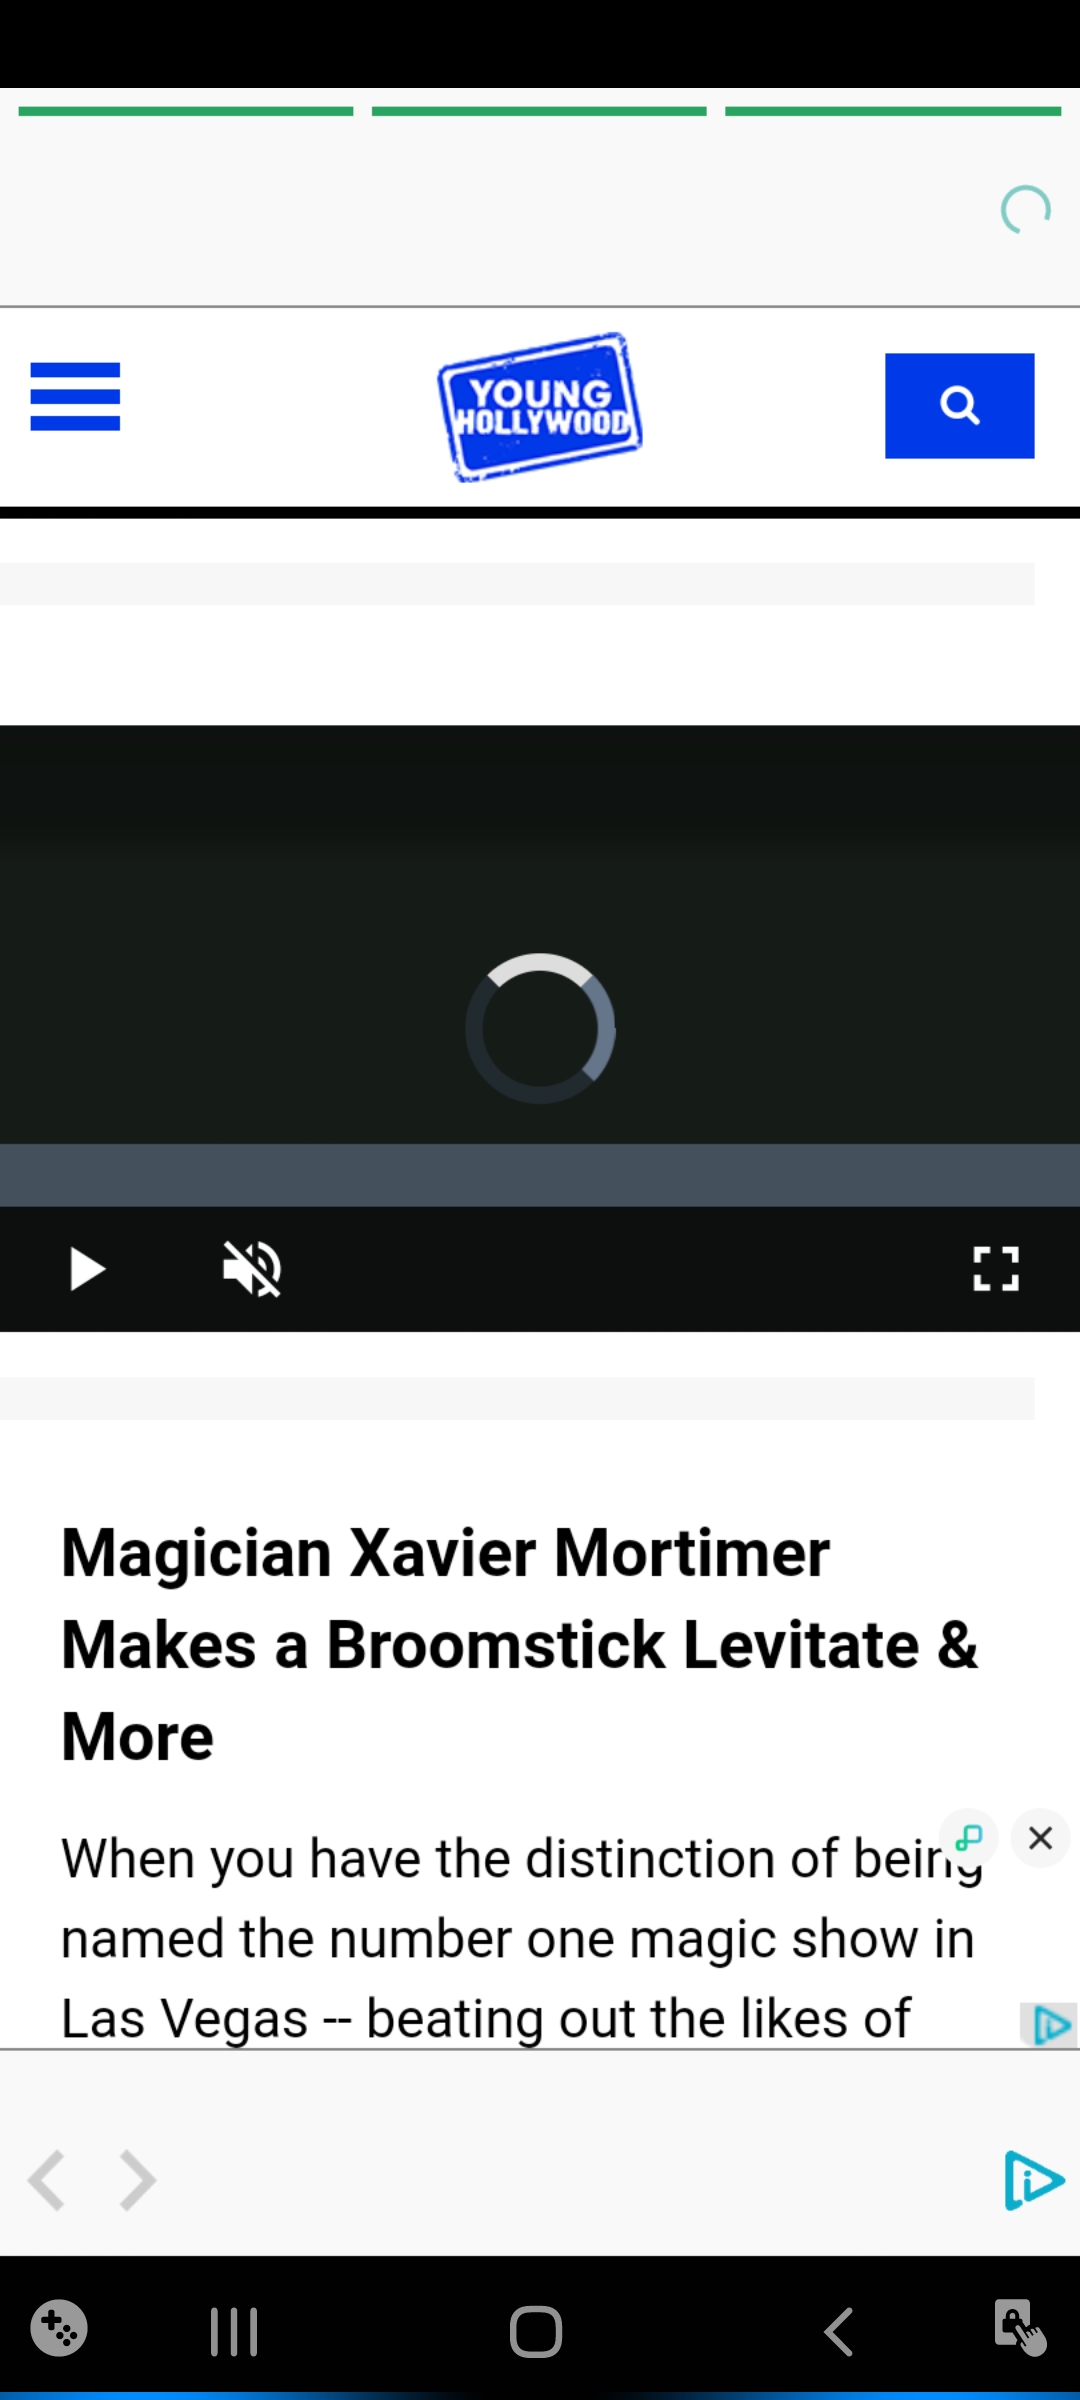 YOUNG
HOLLYWOOD
Magician Xavier Mortimer
Makes a Broomstick Levitate &
More
When you have the distinction of being
named the number one magic show in
Las Vegas -- beating out the likes of